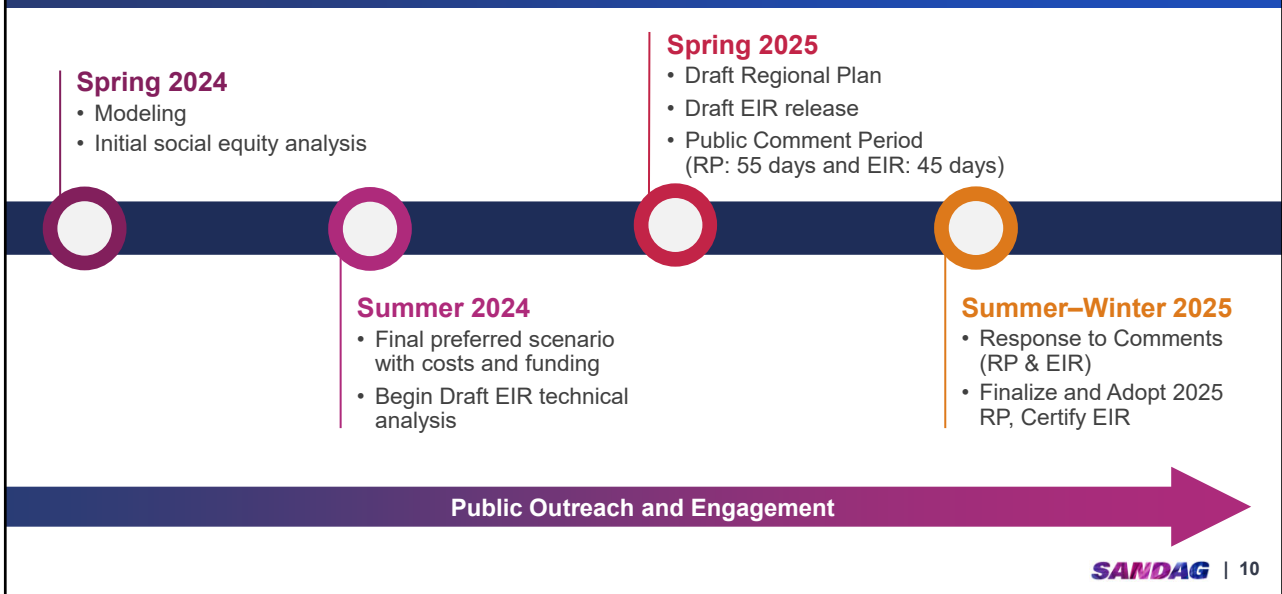 Spring 2024
• Modeling
• Initial social equity analysis
Summer 2024
• Final preferred scenario
with costs and funding
• Begin Draft EIR technical
analysis
Spring 2025
• Draft Regional Plan
• Draft EIR release
• Public Comment Period
(RP: 55 days and EIR: 45 days)
Summer–Winter 2025
• Response to Comments
(RP & EIR)
• Finalize and Adopt 2025
RP, Certify EIR
Public Outreach and Engagement
SANDAG | 10